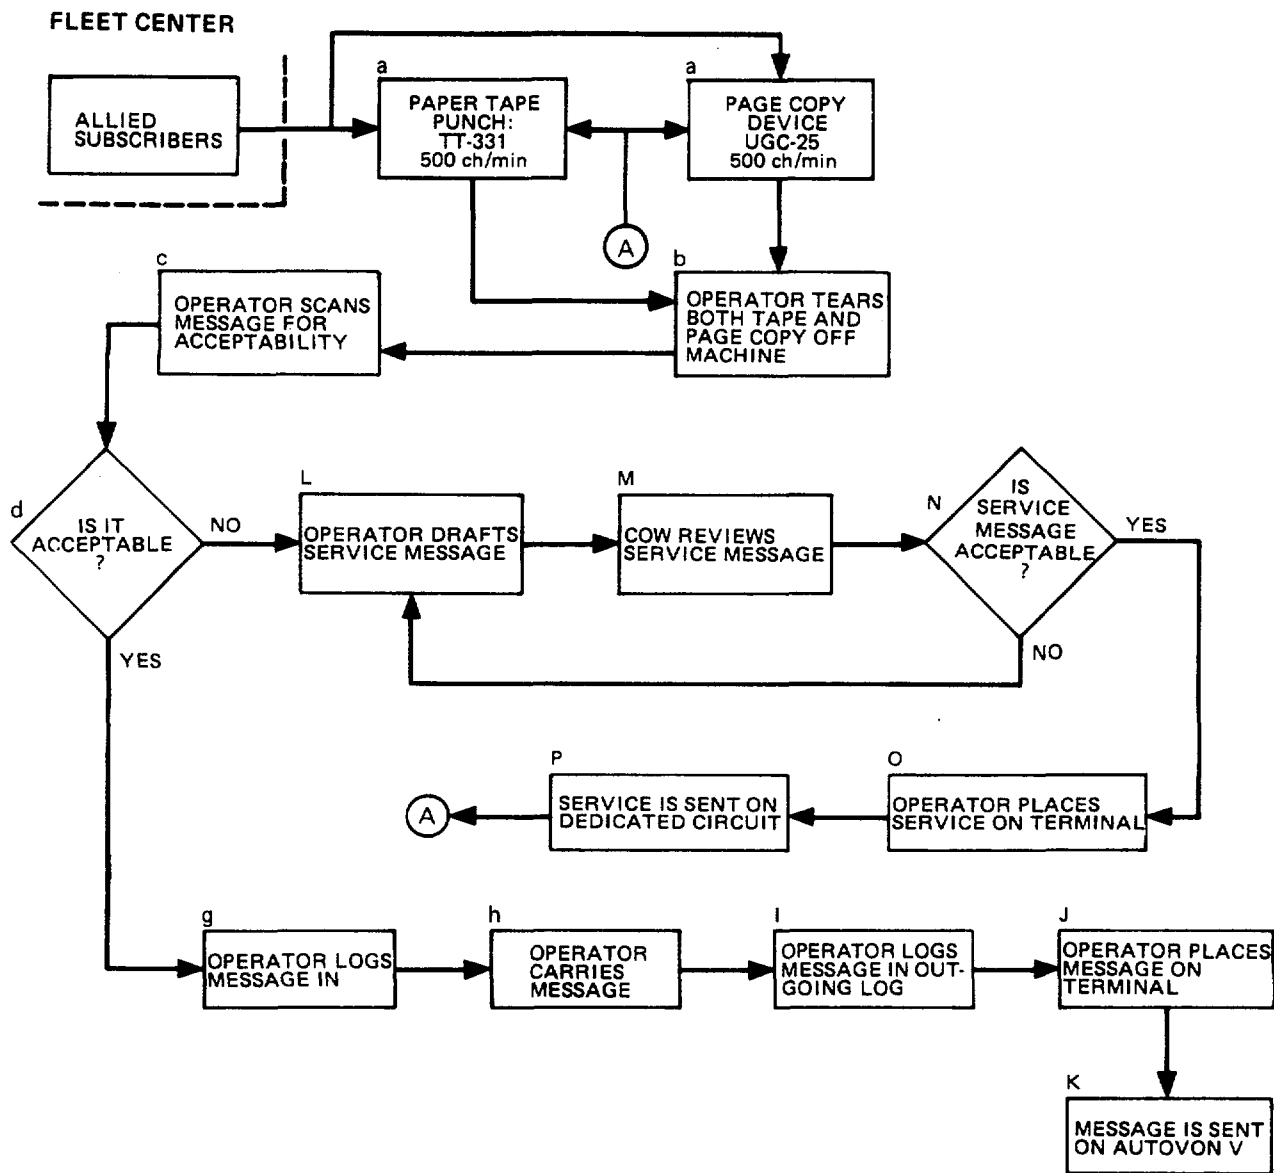 FLEET CENTER
ALLIED
SUBSCRIBERS
a
PAPER TAPE
PUNCH:
TT-331
500 ch/min
a
PAGE COPY
DEVICE
UGC-25
500 ch/min
A
b
OPERATOR TEARS
BOTH TAPE AND
PAGE COPY OFF
MACHINE
c
OPERATOR SCANS
MESSAGE FOR
ACCEPTABILITY
d
IS IT
ACCEPTABLE
?
NO
YES
L
OPERATOR DRAFTS
SERVICE MESSAGE
M
COW REVIEWS
SERVICE MESSAGE
N
IS
SERVICE
MESSAGE
ACCEPTABLE
?
YES
NO
O
OPERATOR PLACES
SERVICE ON TERMINAL
P
SERVICE IS SENT ON
DEDICATED CIRCUIT
A
g
OPERATOR LOGS
MESSAGE IN
h
OPERATOR
CARRIES
MESSAGE
I
OPERATOR LOGS
MESSAGE IN OUT-
GOING LOG
J
OPERATOR PLACES
MESSAGE ON
TERMINAL
K
MESSAGE IS SENT
ON AUTOVON V